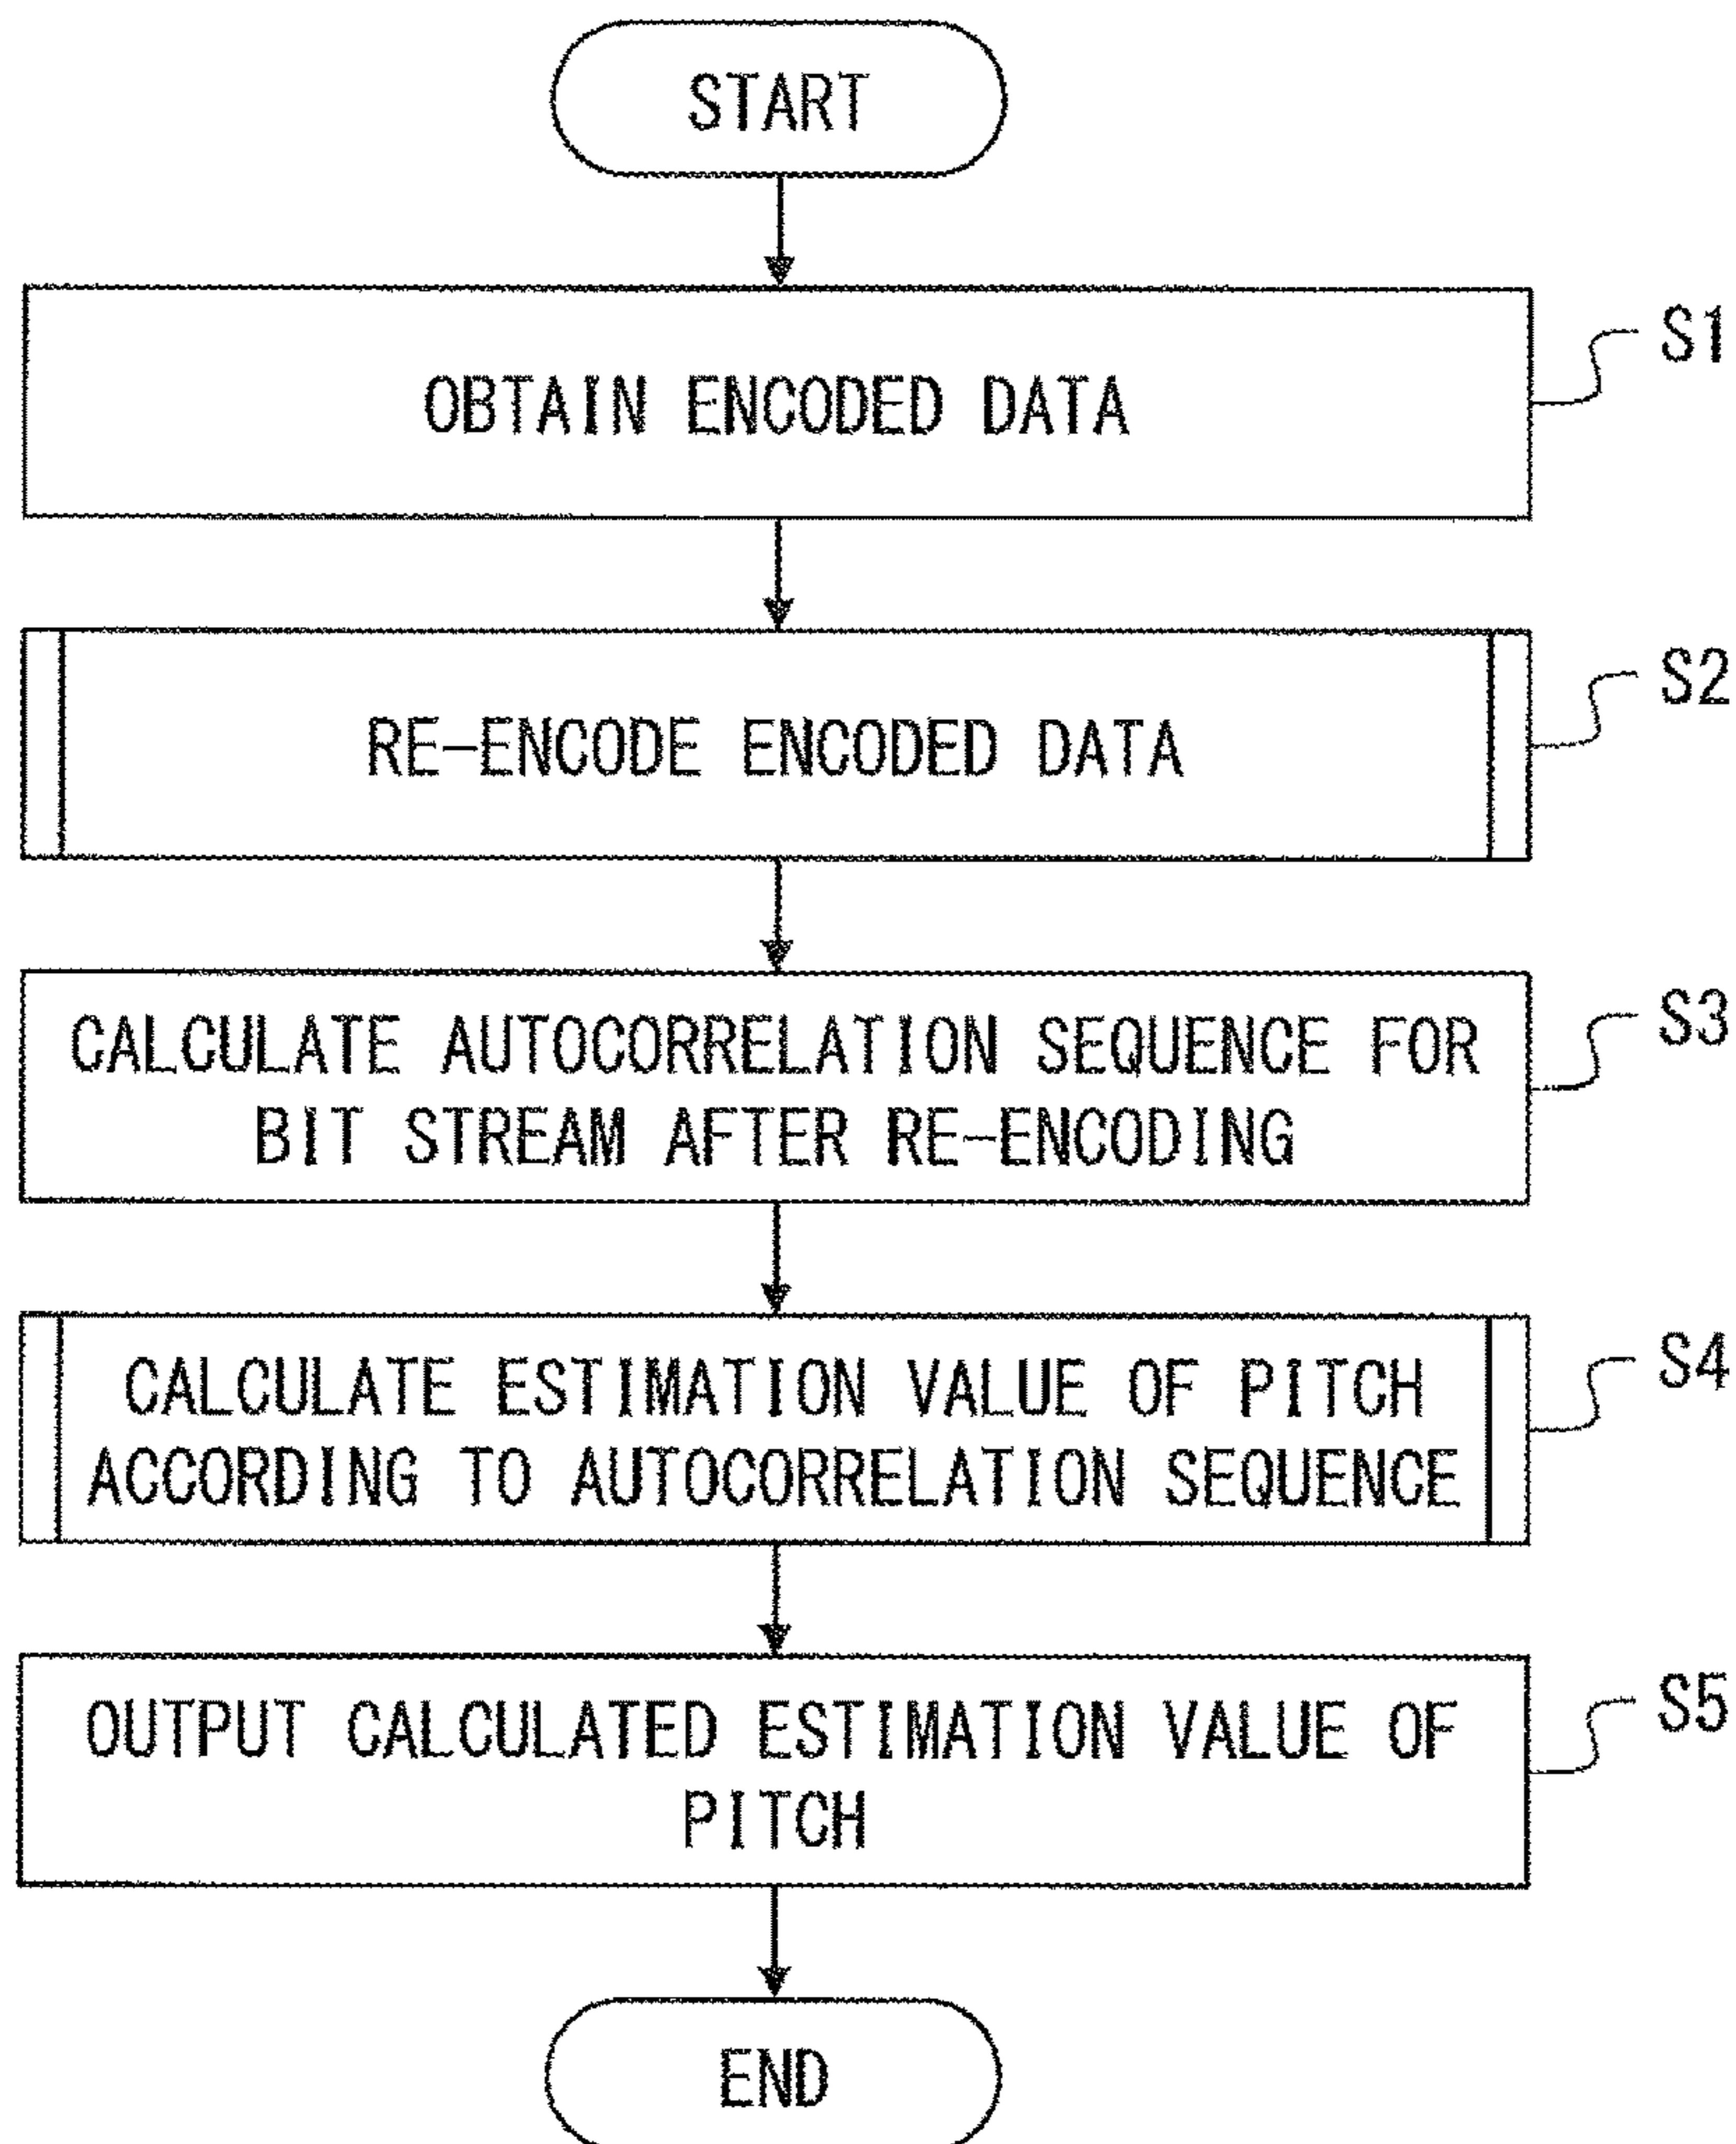 START
OBTAIN ENCODED DATA
S1
RE-ENCODE ENCODED DATA
S2
CALCULATE AUTOCORRELATION SEQUENCE FOR
BIT STREAM AFTER RE-ENCODING
S3
CALCULATE ESTIMATION VALUE OF PITCH
ACCORDING TO AUTOCORRELATION SEQUENCE
S4
OUTPUT CALCULATED ESTIMATION VALUE OF
PITCH
S5
END